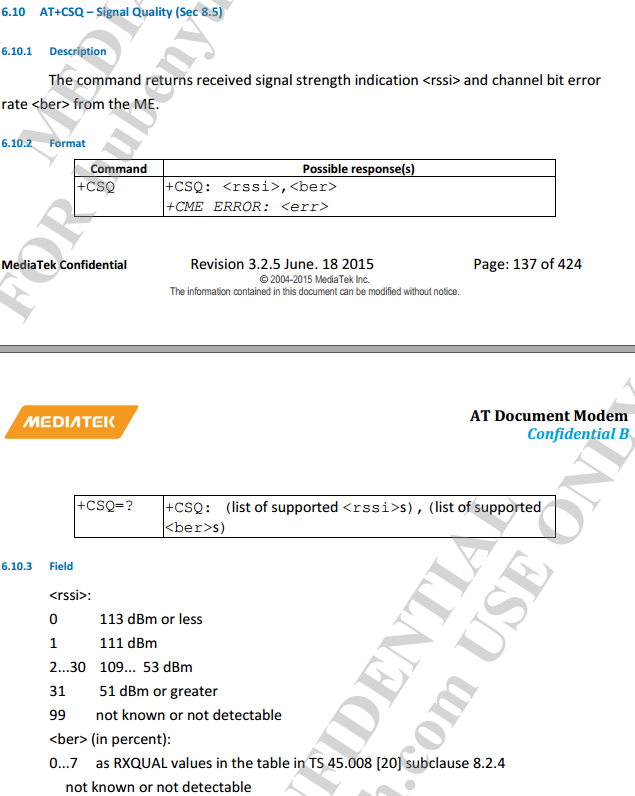 6.10 AT+CSQ – Signal Quality (Sec 8.5)
6.10.1 Description
The command returns received signal strength indication <rssi> and channel bit error
rate <ber> from the ME.
6.10.2 Format
Command Possible response(s)
+CSQ +CSQ: <rssi>,<ber>
+CME ERROR: <err>
MediaTek Confidential Revision 3.2.5 June. 18 2015 Page: 137 of 424
© 2004-2015 MediaTek Inc.
The information contained in this document can be modified without notice.
MEDIATEK
AT Document Modem
Confidential B
+CSQ=? +CSQ: (list of supported <rssi>s),(list of supported
<ber>s)
6.10.3 Field
<rssi>:
0 113 dBm or less
1 111 dBm
2...30 109... 53 dBm
31 51 dBm or greater
99 not known or not detectable
<ber> (in percent):
0...7 as RXQUAL values in the table in TS 45.008 [20] subclause 8.2.4
not known or not detectable
FOR
USE ONLY